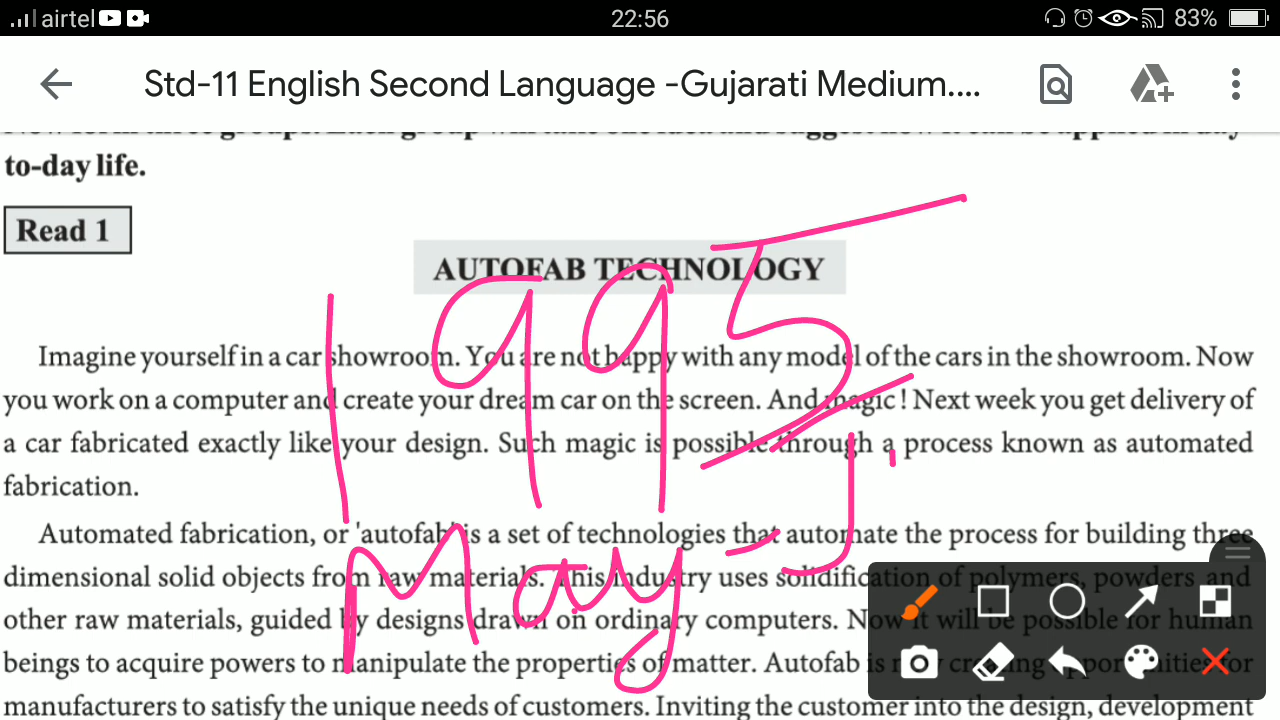 airtel 22:56 83%
Std-11 English Second Language -Gujarati Medium....
to-day life.
Read 1
AUTOFAB TECHNOLOGY
Imagine yourself in a car showroom. You are not happy with any model of the cars in the showroom. Now
you work on a computer and create your dream car on the screen. And magic ! Next week you get delivery of
a car fabricated exactly like your design. Such magic is possible through a process known as automated
fabrication.
Automated fabrication, or 'autofab' is a set of technologies that automate the process for building three
dimensional solid objects from raw materials. This industry uses solidification of polymers, powders and
other raw materials, guided by designs drawn on ordinary computers. Now it will be possible for human
beings to acquire powers to manipulate the properties of matter. Autofab is now creating opportunities for
manufacturers to satisfy the unique needs of customers. Inviting the customer into the design, development
1995
May